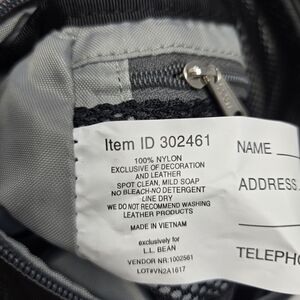 Item ID 302461
100% NYLON
EXCLUSIVE OF DECORATION
AND LEATHER
SPOT CLEAN, MILD SOAP
NO BLEACH-NO DETERGENT
LINE DRY
WE DO NOT RECOMMEND WASHING
LEATHER PRODUCTS
MADE IN VIETNAM
exclusively for
L.L. BEAN
VENDOR NR:1002561
LOT#VN2A1617
NAME
ADDRESS
TELEPHO